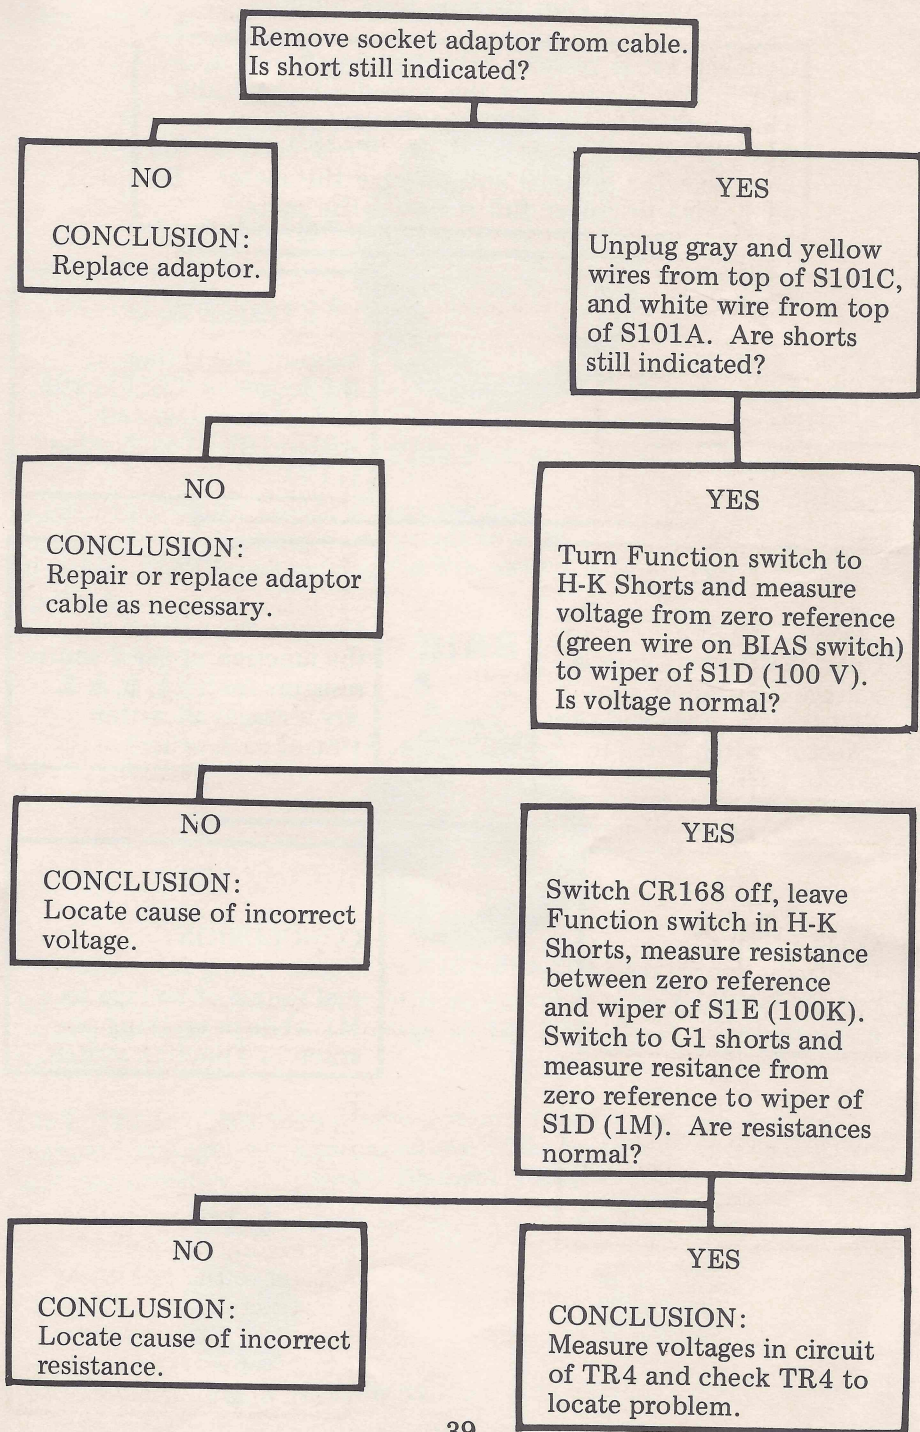 Remove socket adaptor from cable.
Is short still indicated?
NO
CONCLUSION:
Replace adaptor.
YES
Unplug gray and yellow
wires from top of S101C,
and white wire from top
of S101A. Are shorts
still indicated?
NO
CONCLUSION:
Repair or replace adaptor
cable as necessary.
YES
Turn Function switch to
H-K Shorts and measure
voltage from zero reference
(green wire on BIAS switch)
to wiper of S1D (100 V).
Is voltage normal?
NO
CONCLUSION:
Locate cause of incorrect
voltage.
YES
Switch CR168 off, leave
Function switch in H-K
Shorts, measure resistance
between zero reference
and wiper of S1E (100K).
Switch to G1 shorts and
measure resitance from
zero reference to wiper of
S1D (1M). Are resistances
normal?
NO
CONCLUSION:
Locate cause of incorrect
resistance.
YES
CONCLUSION:
Measure voltages in circuit
of TR4 and check TR4 to
locate problem.
39